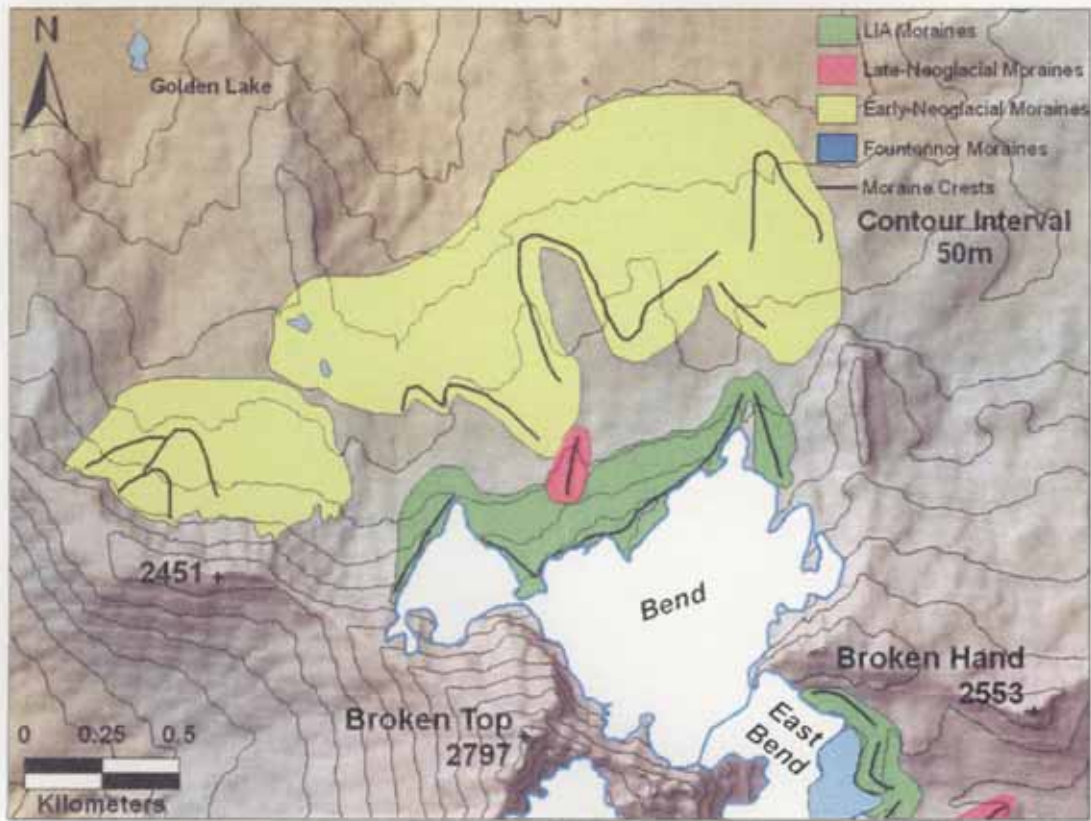 N
Golden Lake
LIA Moraines
Late-Neoglacial Moraines
Early-Neoglacial Moraines
Fountennor Moraines
Moraine Crests
Contour Interval
50m
2451
Bend
Broken Hand
2553
Broken Top
2797
East
Bend
0 0.25 0.5
Kilometers